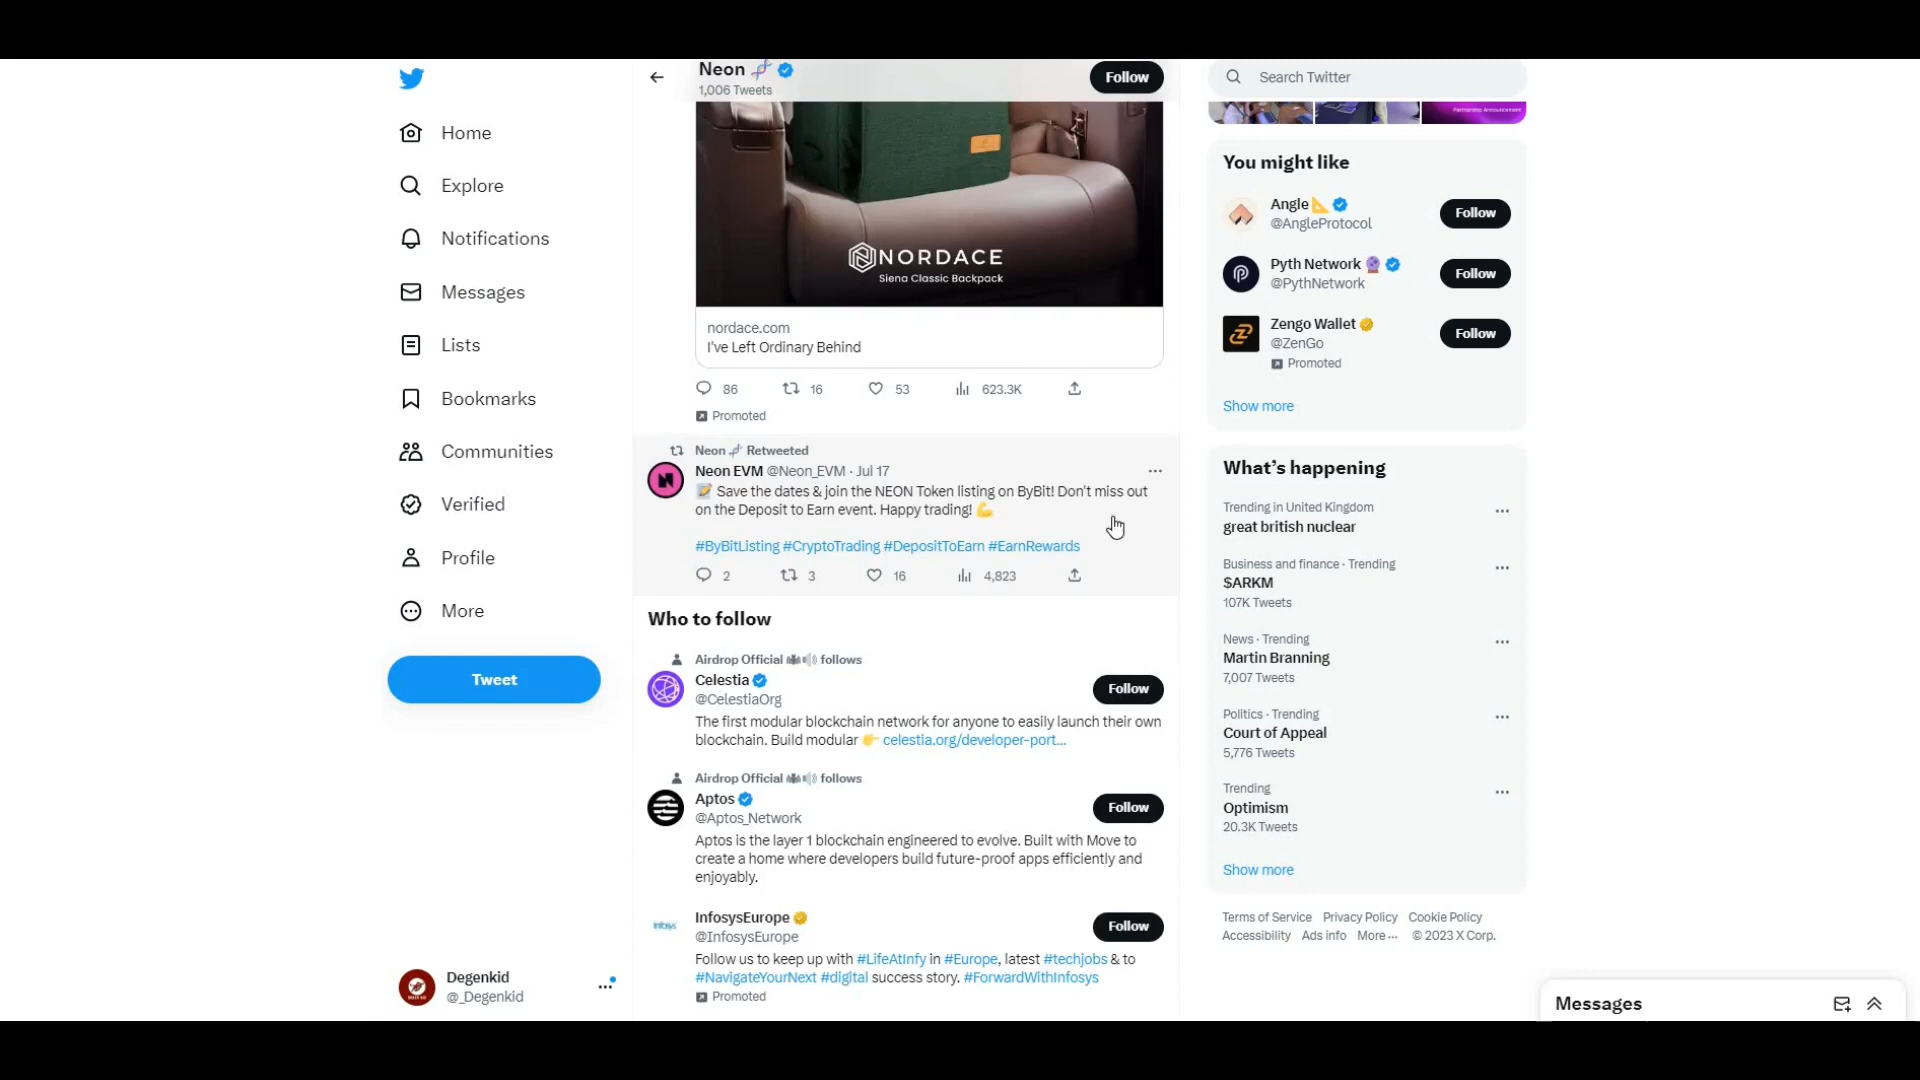 Home
Explore
Notifications
Messages
Lists
Bookmarks
Communities
Verified
Profile
More
Tweet
Degenkid
@_Degenkid
Neon
1,006 Tweets
Follow
NORDACE
Siena Classic Backpack
nordace.com
I've Left Ordinary Behind
86 16 53 623.3K
Promoted
Neon Retweeted
Neon EVM @Neon_EVM · Jul 17
Save the dates & join the NEON Token listing on ByBit! Don't miss out
on the Deposit to Earn event. Happy trading!
#ByBitListing #CryptoTrading #DepositToEarn #EarnRewards
2 3 16 4,823
Who to follow
Airdrop Official follows
Celestia
@CelestiaOrg
Follow
The first modular blockchain network for anyone to easily launch their own
blockchain. Build modular celestia.org/developer-port...
Airdrop Official follows
Aptos
@Aptos_Network
Follow
Aptos is the layer 1 blockchain engineered to evolve. Built with Move to
create a home where developers build future-proof apps efficiently and
enjoyably.
Infosys
InfosysEurope
@InfosysEurope
Follow
Follow us to keep up with #LifeAtInfy in #Europe, latest #techjobs & to
#NavigateYourNext #digital success story. #ForwardWithInfosys
Promoted
Search Twitter
Partnership Announcement
You might like
Angle
@AngleProtocol
Follow
Pyth Network
@PythNetwork
Follow
Zengo Wallet
@ZenGo
Follow
Promoted
Show more
What's happening
Trending in United Kingdom
great british nuclear
Business and finance · Trending
$ARKM
107K Tweets
News · Trending
Martin Branning
7,007 Tweets
Politics · Trending
Court of Appeal
5,776 Tweets
Trending
Optimism
20.3K Tweets
Show more
Terms of Service Privacy Policy Cookie Policy
Accessibility Ads info More ··· © 2023 X Corp.
Messages